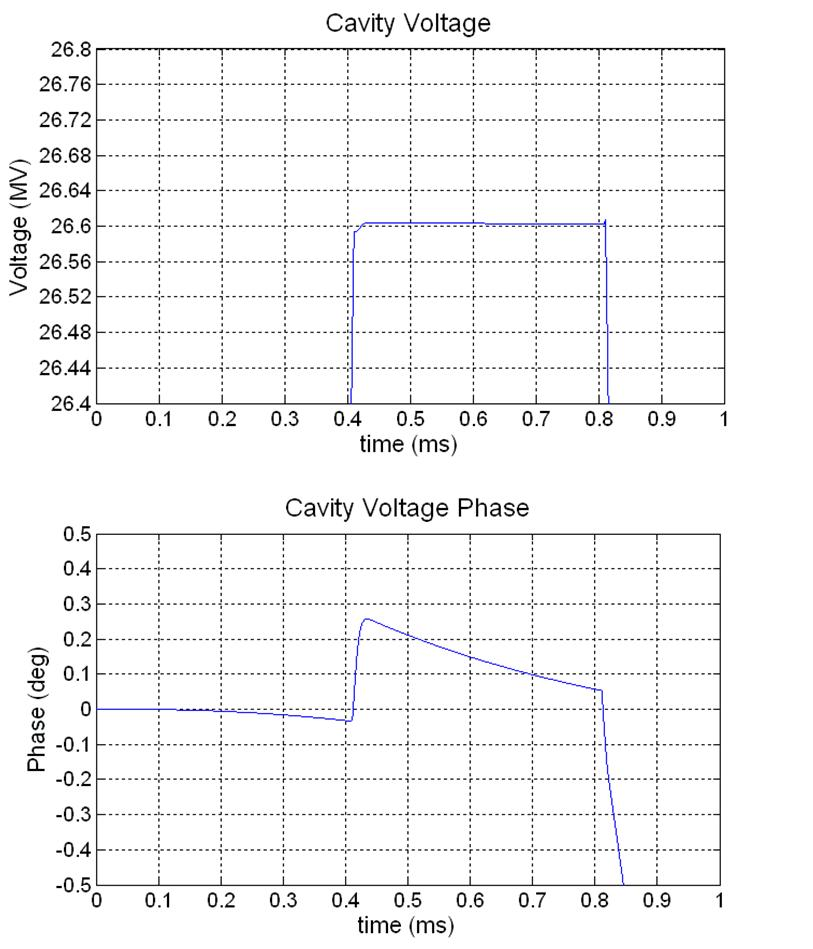 Cavity Voltage
26.8
26.76
26.72
26.68
26.64
26.6
26.56
26.52
26.48
26.44
26.4
Voltage (MV)
0 0.1 0.2 0.3 0.4 0.5 0.6 0.7 0.8 0.9 1
time (ms)
Cavity Voltage Phase
0.5
0.4
0.3
0.2
0.1
0
-0.1
-0.2
-0.3
-0.4
-0.5
Phase (deg)
0 0.1 0.2 0.3 0.4 0.5 0.6 0.7 0.8 0.9 1
time (ms)